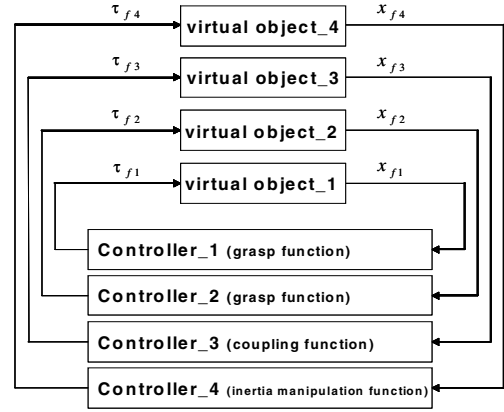 τ f4 virtual object_4 x f4
τ f3 virtual object_3 x f3
τ f2 virtual object_2 x f2
τ f1 virtual object_1 x f1
Controller_1 (grasp function)
Controller_2 (grasp function)
Controller_3 (coupling function)
Controller_4 (inertia manipulation function)